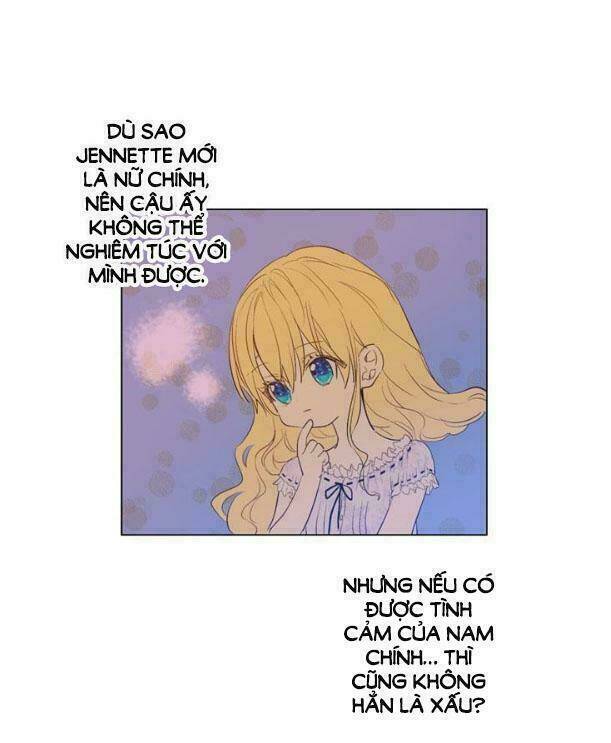 DÙ SAO
JENNETTE MỚI
LÀ NỮ CHÍNH,
NÊN CẬU ẤY
KHÔNG THỂ
NGHIÊM TÚC VỚI
MÌNH ĐƯỢC.
NHƯNG NẾU CÓ
ĐƯỢC TÌNH
CẢM CỦA NAM
CHÍNH... THÌ
CŨNG KHÔNG
HẲN LÀ XẤU?